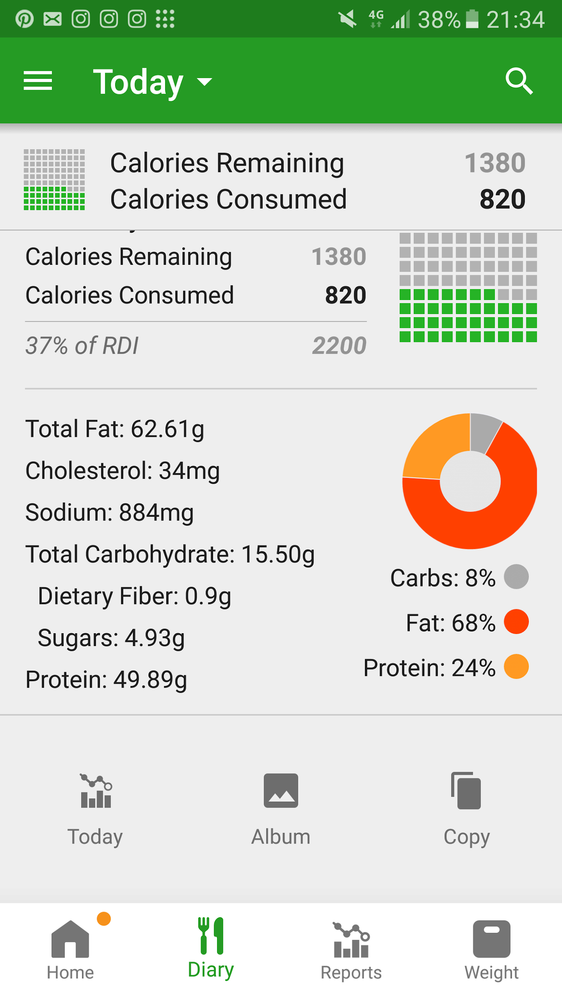 4G 38% 21:34
Today
Calories Remaining 1380
Calories Consumed 820
Calories Remaining 1380
Calories Consumed 820
37% of RDI 2200
Total Fat: 62.61g
Cholesterol: 34mg
Sodium: 884mg
Total Carbohydrate: 15.50g
Dietary Fiber: 0.9g
Sugars: 4.93g
Protein: 49.89g
Carbs: 8%
Fat: 68%
Protein: 24%
Today Album Copy
Home Diary Reports Weight